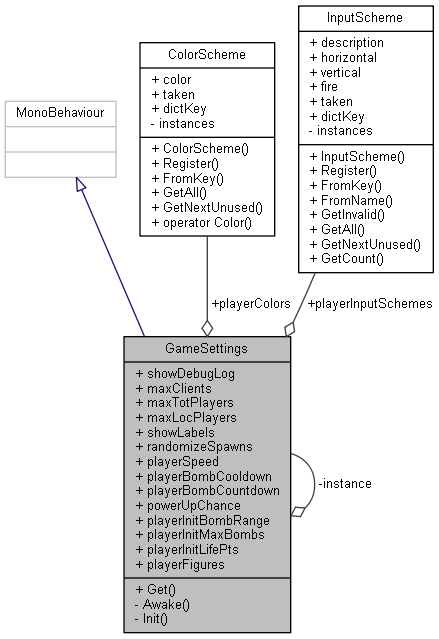 InputScheme
+ description
+ horizontal
+ vertical
+ fire
+ taken
+ dictKey
- instances
+ InputScheme()
+ Register()
+ FromKey()
+ FromName()
+ GetInvalid()
+ GetAll()
+ GetNextUnused()
+ GetCount()
ColorScheme
+ color
+ taken
+ dictKey
- instances
+ ColorScheme()
+ Register()
+ FromKey()
+ GetAll()
+ GetNextUnused()
+ operator Color()
MonoBehaviour
+playerColors
+playerInputSchemes
GameSettings
+ showDebugLog
+ maxClients
+ maxTotPlayers
+ maxLocPlayers
+ showLabels
+ randomizeSpawns
+ playerSpeed
+ playerBombCooldown
+ playerBombCountdown
+ powerUpChance
+ playerInitBombRange
+ playerInitMaxBombs
+ playerInitLifePts
+ playerFigures
+ Get()
- Awake()
- Init()
-instance